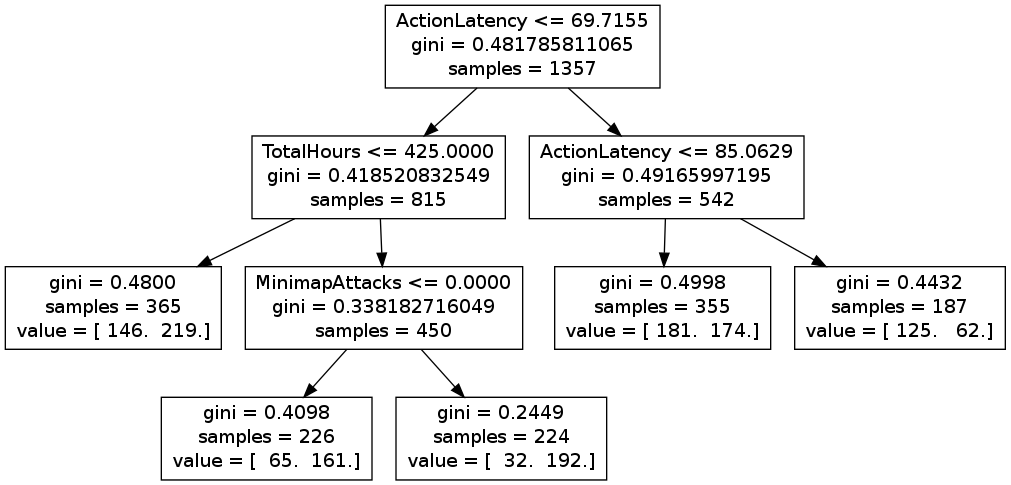 ActionLatency <= 69.7155
gini = 0.481785811065
samples = 1357
TotalHours <= 425.0000
gini = 0.418520832549
samples = 815
ActionLatency <= 85.0629
gini = 0.49165997195
samples = 542
gini = 0.4800
samples = 365
value = [ 146.  219.]
MinimapAttacks <= 0.0000
gini = 0.338182716049
samples = 450
gini = 0.4998
samples = 355
value = [ 181.  174.]
gini = 0.4432
samples = 187
value = [ 125.   62.]
gini = 0.4098
samples = 226
value = [  65.  161.]
gini = 0.2449
samples = 224
value = [  32.  192.]